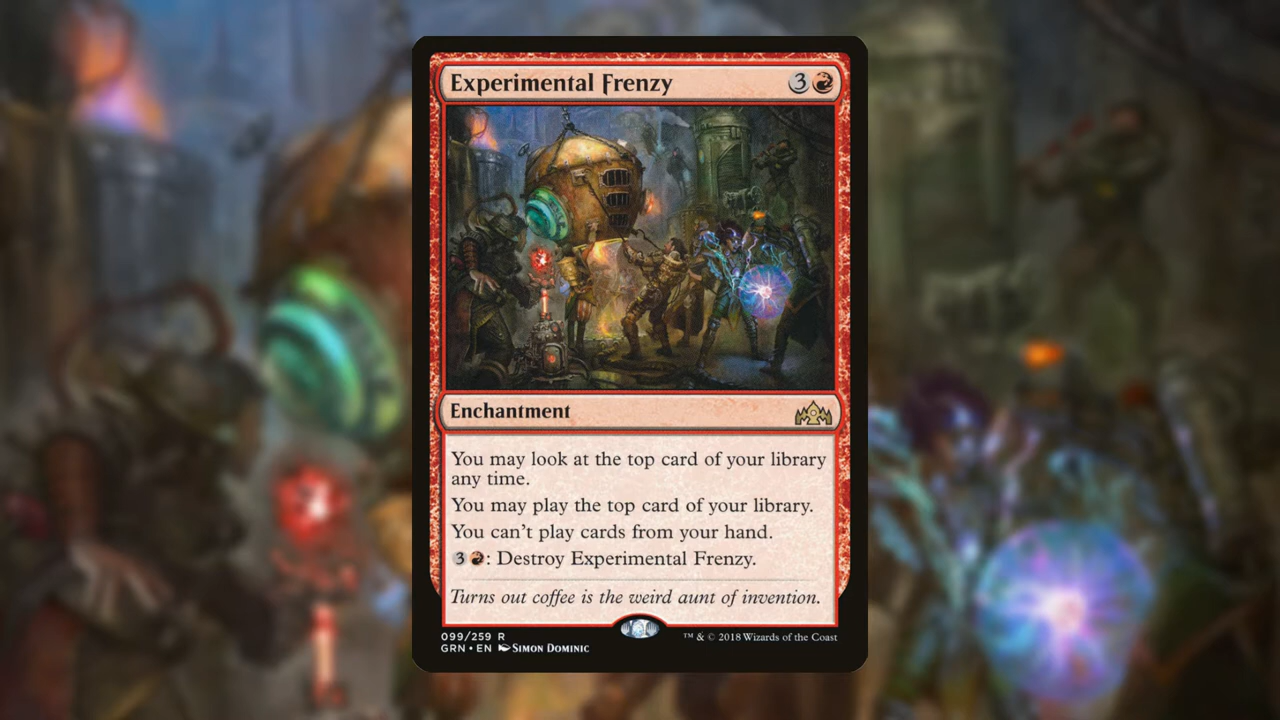 Experimental Frenzy 3
Enchantment
You may look at the top card of your library
any time.
You may play the top card of your library.
You can't play cards from your hand.
3 : Destroy Experimental Frenzy.
Turns out coffee is the weird aunt of invention.
099/259 R ™ & © 2018 Wizards of the Coast
GRN • EN Simon Dominic